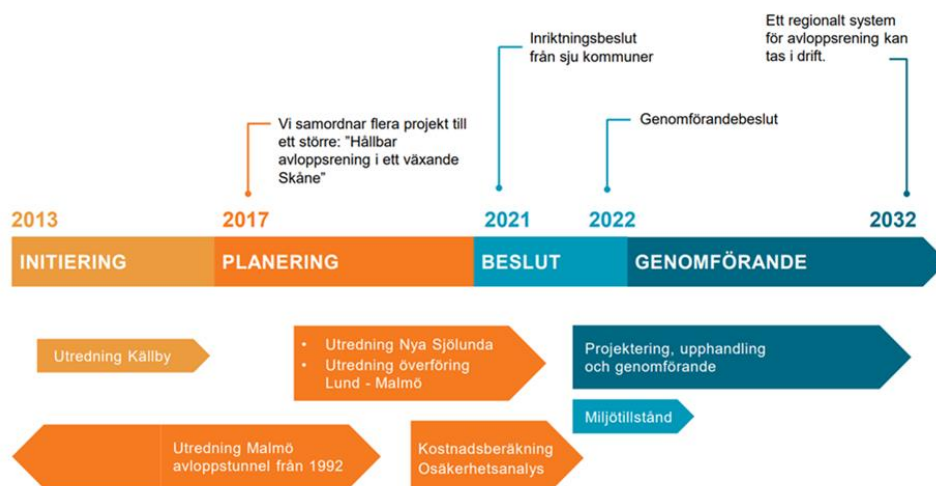 Ett regionalt system
för avloppsrening kan
tas i drift.
Inriktningsbeslut
från sju kommuner
Vi samordnar flera projekt till
ett större: "Hållbar
avloppsrening i ett växande
Skåne"
Genomförandebeslut
2013
2017
2021
2022
2032
INITIERING
PLANERING
BESLUT
GENOMFÖRANDE
Utredning Källby
• Utredning Nya Sjölunda
• Utredning överföring
Lund - Malmö
Projektering, upphandling
och genomförande
Miljötillstånd
Utredning Malmö
avloppstunnel från 1992
Kostnadsberäkning
Osäkerhetsanalys